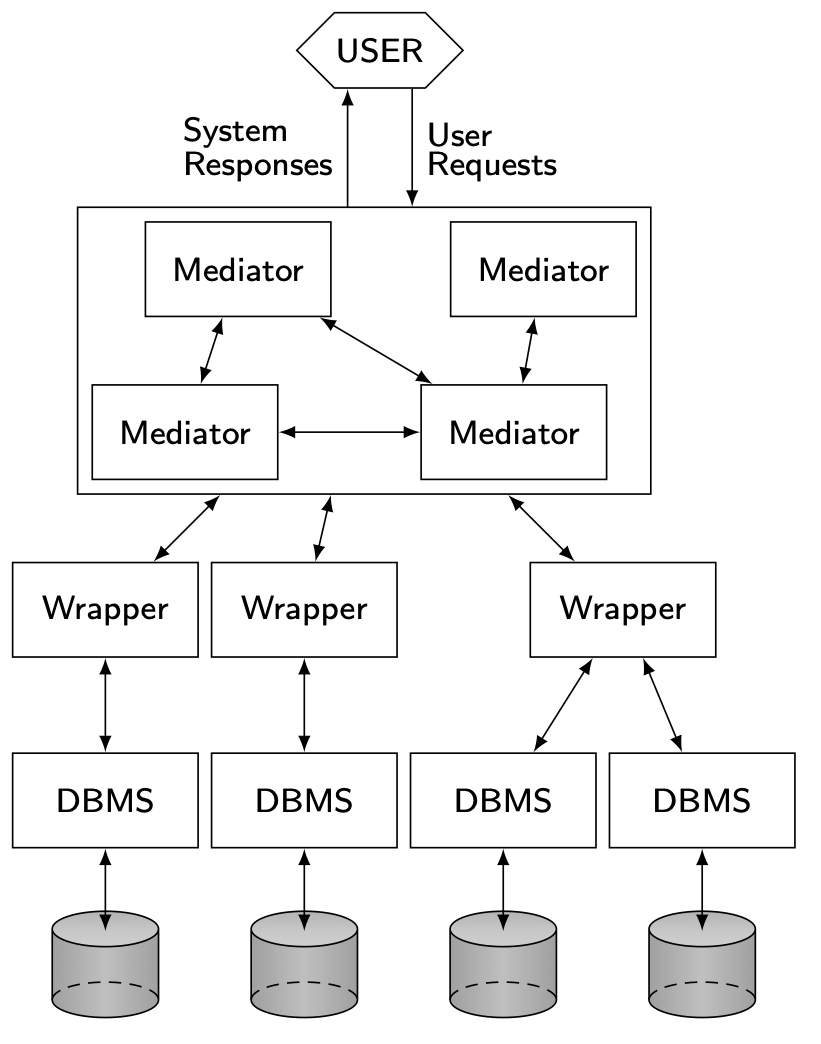 USER
System
Responses
User
Requests
Mediator
Mediator
Mediator
Mediator
Wrapper
Wrapper
Wrapper
DBMS
DBMS
DBMS
DBMS